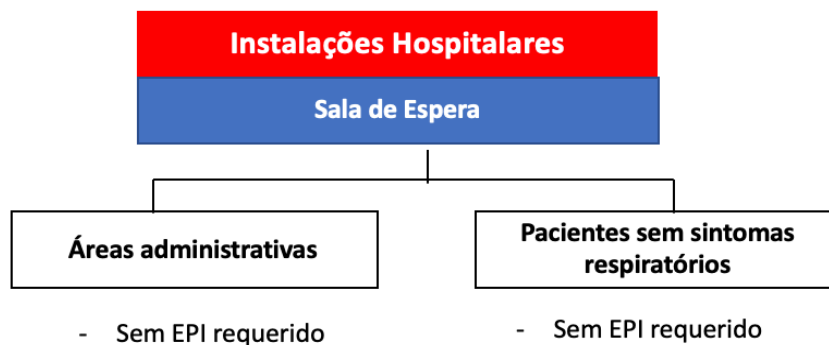 Instalações Hospitalares
Sala de Espera
Áreas administrativas
Pacientes sem sintomas
respiratórios
- Sem EPI requerido
- Sem EPI requerido